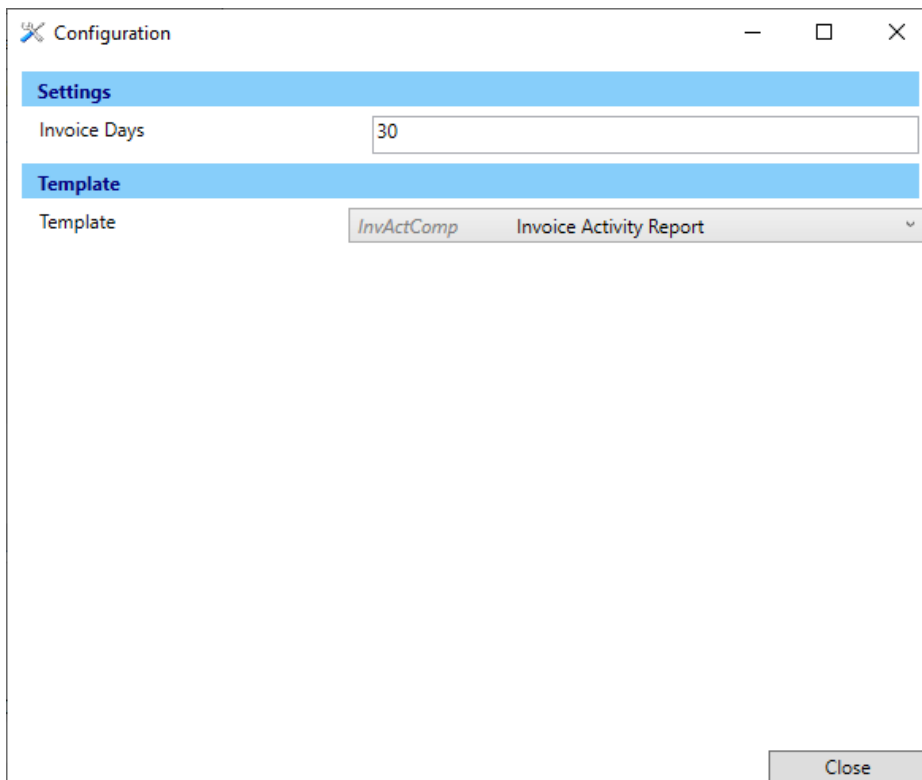 Configuration
Settings
Invoice Days 30
Template
Template InvActComp Invoice Activity Report
Close